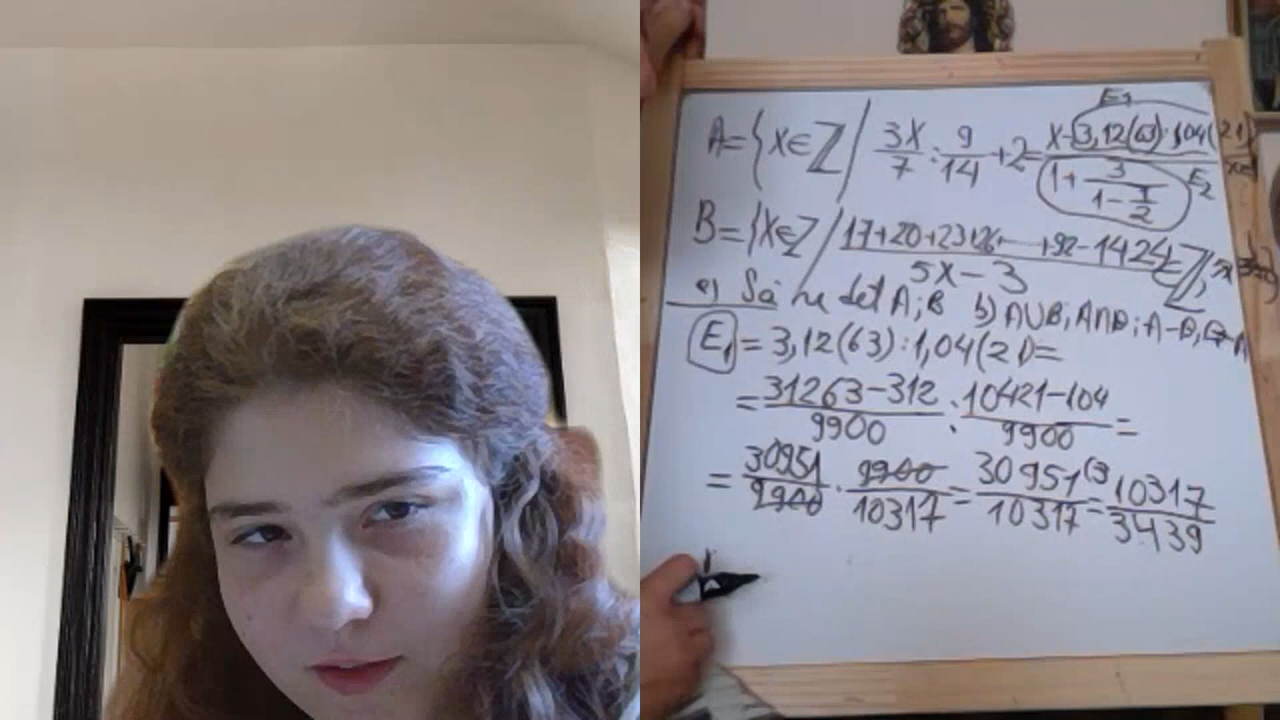 E₁
A={x∈ℤ/ 3x/7 : 9/14 +2= x-3,12(63):1,04(21) / 1+ 3/1-1/2 E₂
B={x∈ℤ/ 17+20+23+26+...+92-1424 / 5x-3 ∈ℤ,
a) Să se det A;B b) A∪B; A∩B; A-B,
E₁ = 3,12(63):1,04(21)=
= 31263-312/9900 : 10421-104/9900 =
= 30951/9900 · 9900/10317 = 30951/10317 (3 = 10317/3439